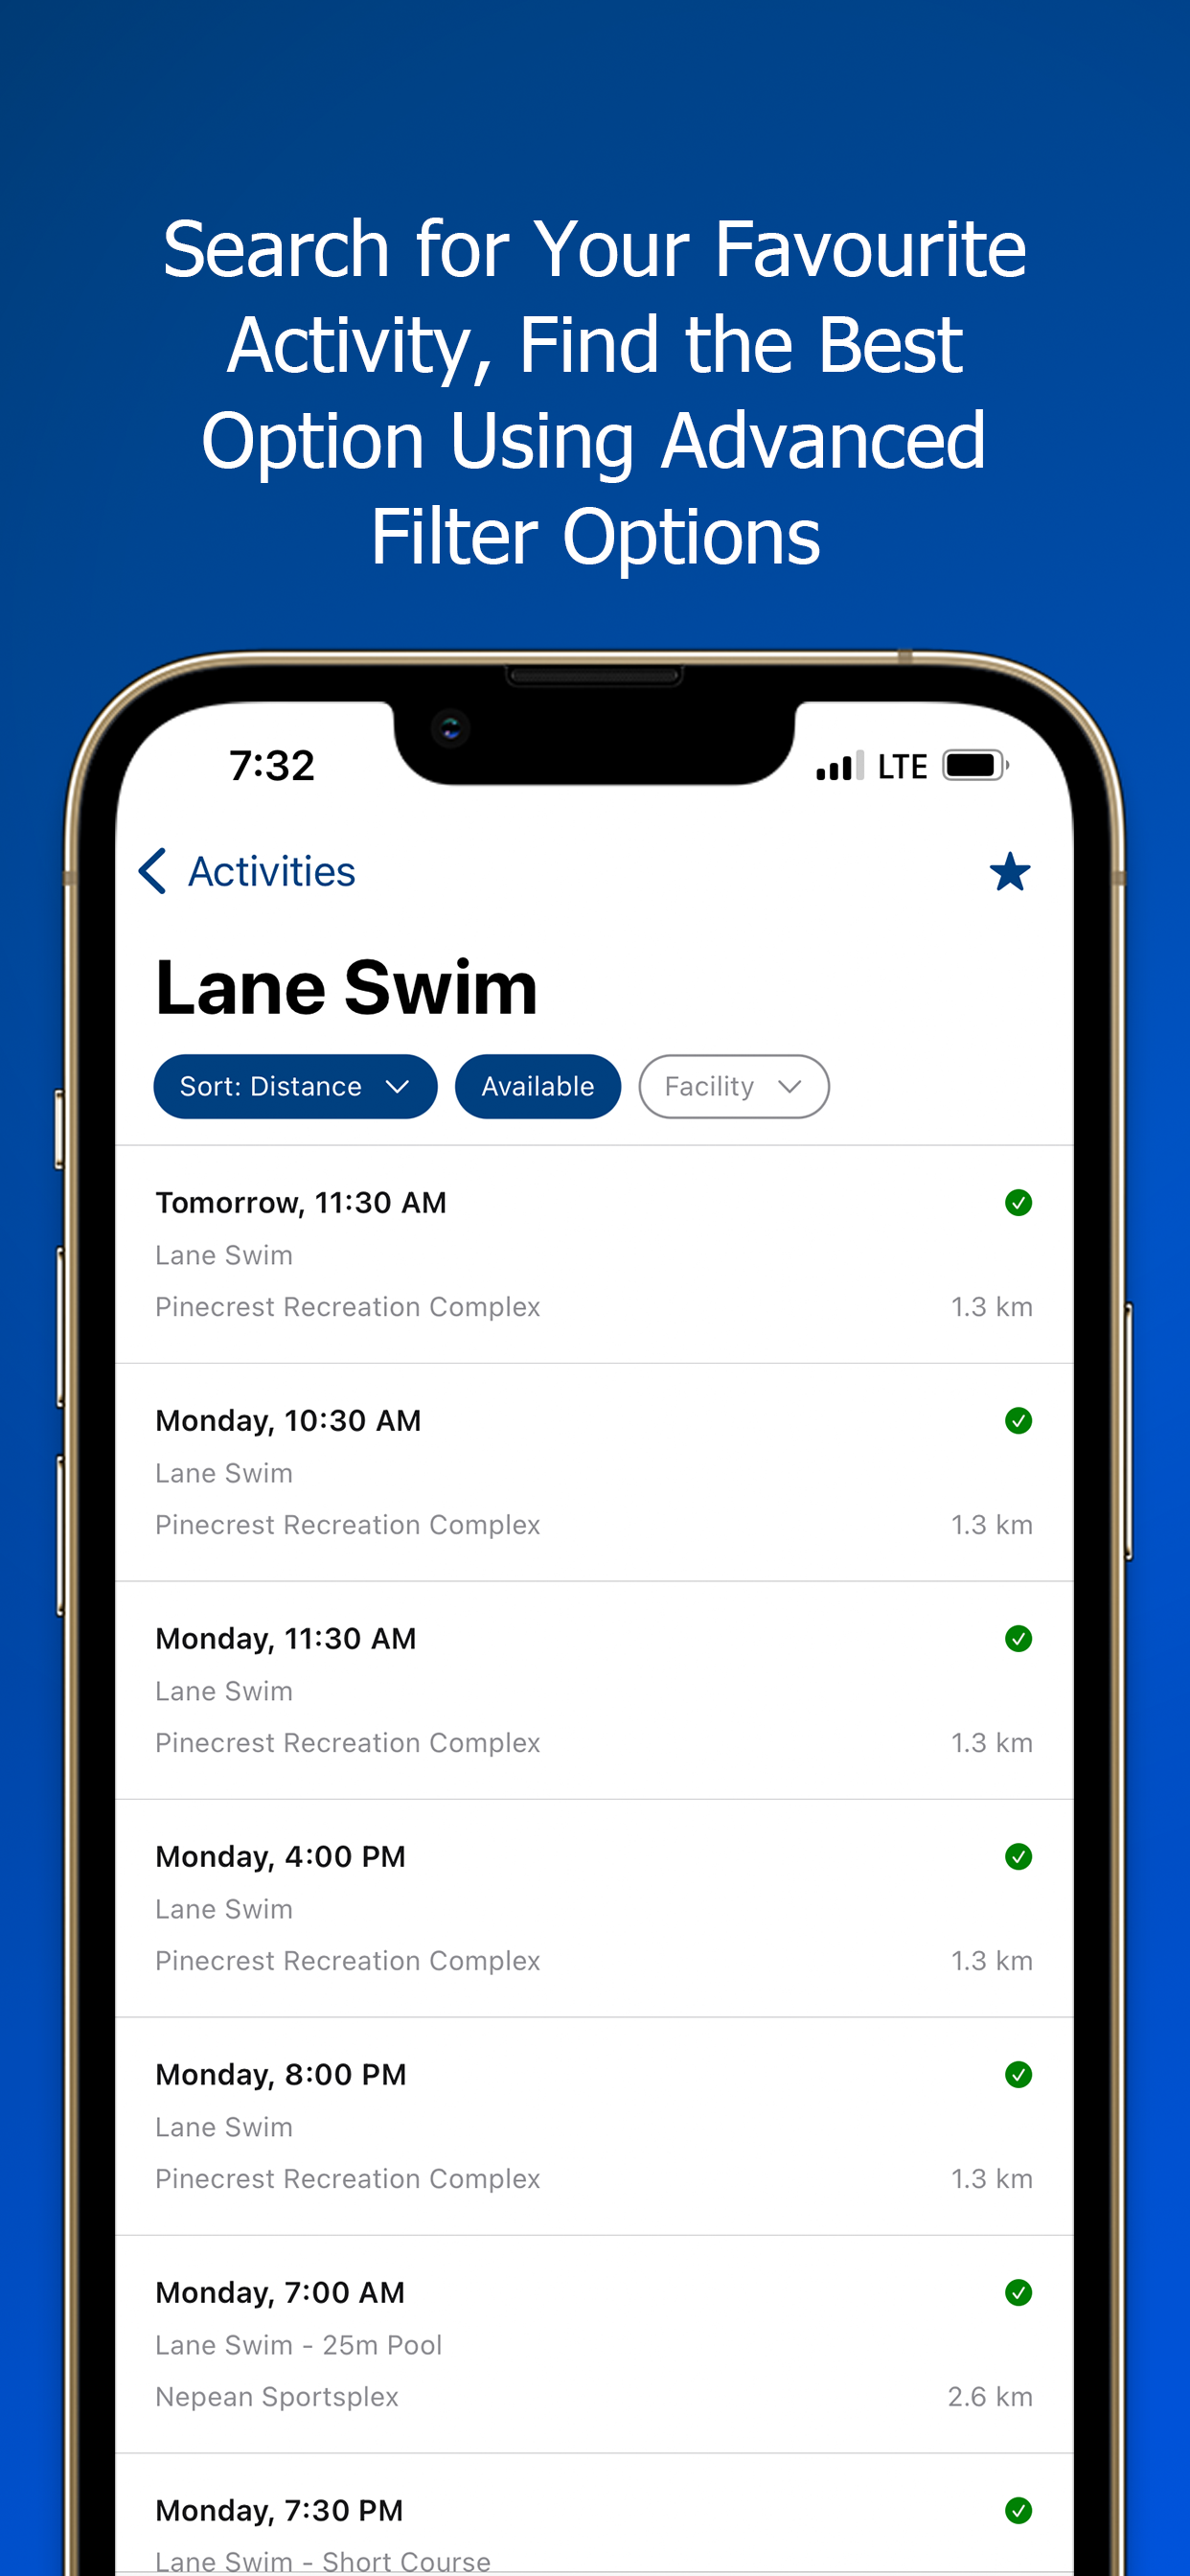 Search for Your Favourite
Activity, Find the Best
Option Using Advanced
Filter Options
7:32 LTE
Activities
Lane Swim
Sort: Distance Available Facility
Tomorrow, 11:30 AM
Lane Swim
Pinecrest Recreation Complex 1.3 km
Monday, 10:30 AM
Lane Swim
Pinecrest Recreation Complex 1.3 km
Monday, 11:30 AM
Lane Swim
Pinecrest Recreation Complex 1.3 km
Monday, 4:00 PM
Lane Swim
Pinecrest Recreation Complex 1.3 km
Monday, 8:00 PM
Lane Swim
Pinecrest Recreation Complex 1.3 km
Monday, 7:00 AM
Lane Swim - 25m Pool
Nepean Sportsplex 2.6 km
Monday, 7:30 PM
Lane Swim - Short Course